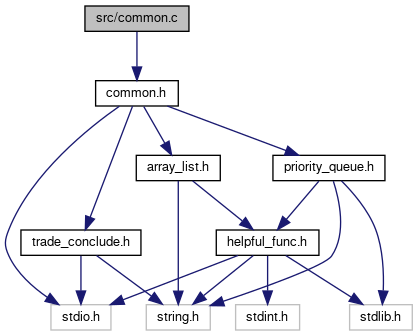 src/common.c
common.h
array_list.h
priority_queue.h
trade_conclude.h
helpful_func.h
stdio.h
string.h
stdint.h
stdlib.h